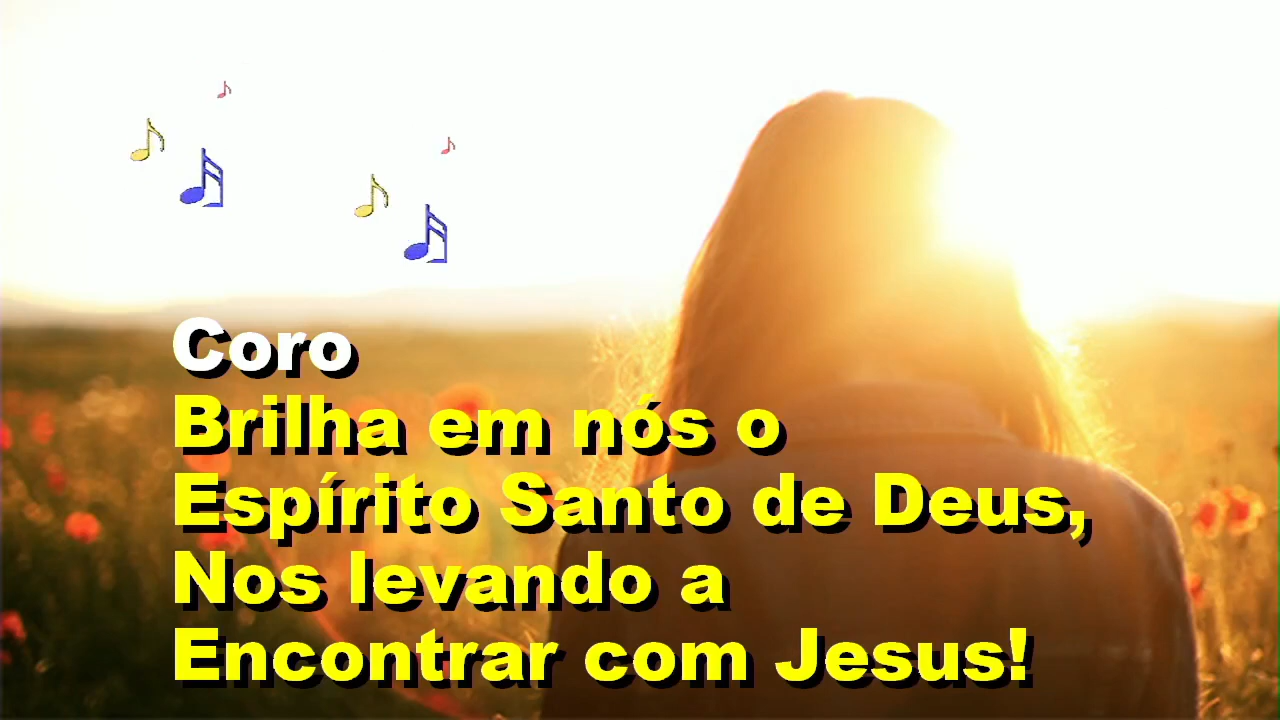 Coro
Brilha em nós o
Espírito Santo de Deus,
Nos levando a
Encontrar com Jesus!